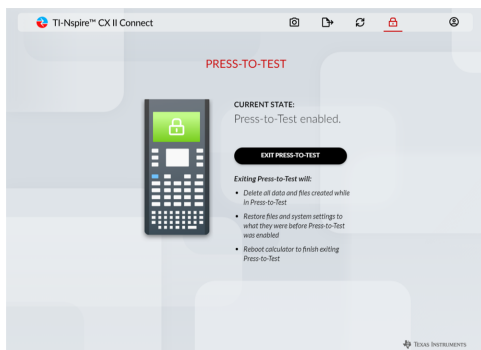 TI-Nspire™ CX II Connect
PRESS-TO-TEST
CURRENT STATE:
Press-to-Test enabled.
EXIT PRESS-TO-TEST
Exiting Press-to-Test will:
• Delete all data and files created while
in Press-to-Test
• Restore files and system settings to
what they were before Press-to-Test
was enabled
• Reboot calculator to finish exiting
Press-to-Test
TEXAS INSTRUMENTS